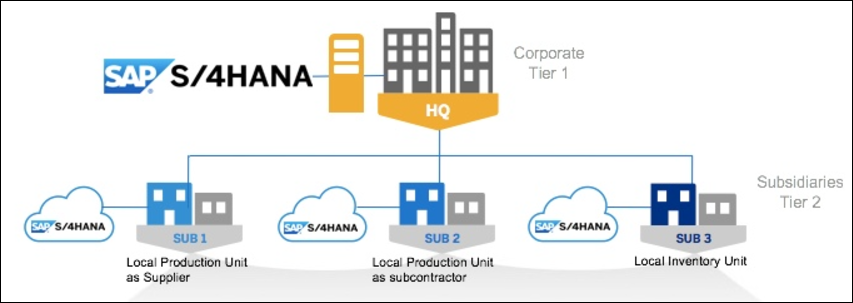 Corporate
Tier 1
SAP S/4HANA
HQ
Subsidiaries
Tier 2
SAP S/4HANA
SAP S/4HANA
SAP S/4HANA
SUB 1
SUB 2
SUB 3
Local Production Unit
as Supplier
Local Production Unit
as subcontractor
Local Inventory Unit